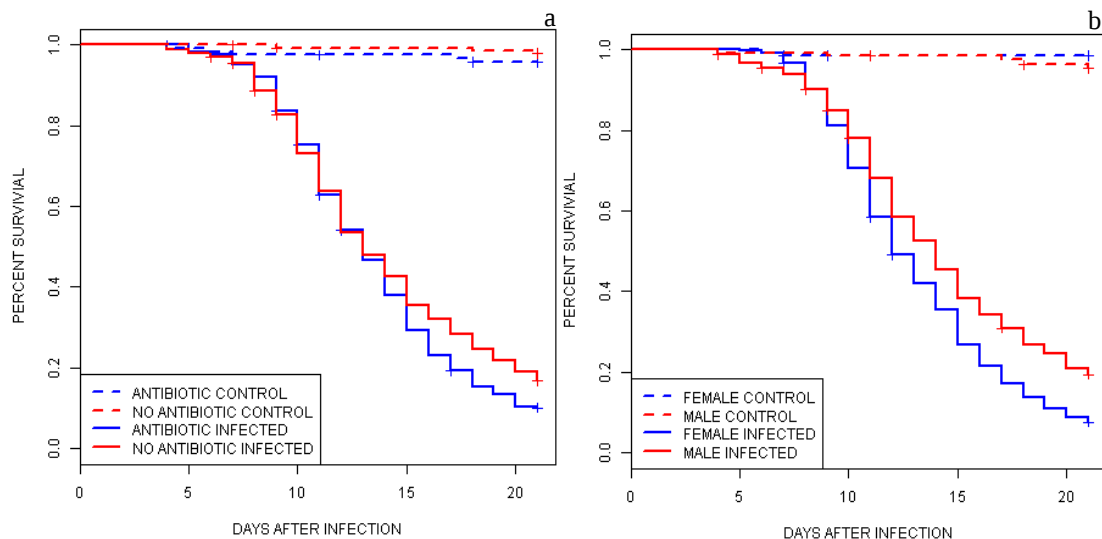 a
1.0
0.8
0.6
0.4
0.2
0.0
PERCENT SURVIVIAL
ANTIBIOTIC CONTROL
NO ANTIBIOTIC CONTROL
ANTIBIOTIC INFECTED
NO ANTIBIOTIC INFECTED
0 5 10 15 20
DAYS AFTER INFECTION
b
1.0
0.8
0.6
0.4
0.2
0.0
PERCENT SURVIVIAL
FEMALE CONTROL
MALE CONTROL
FEMALE INFECTED
MALE INFECTED
0 5 10 15 20
DAYS AFTER INFECTION